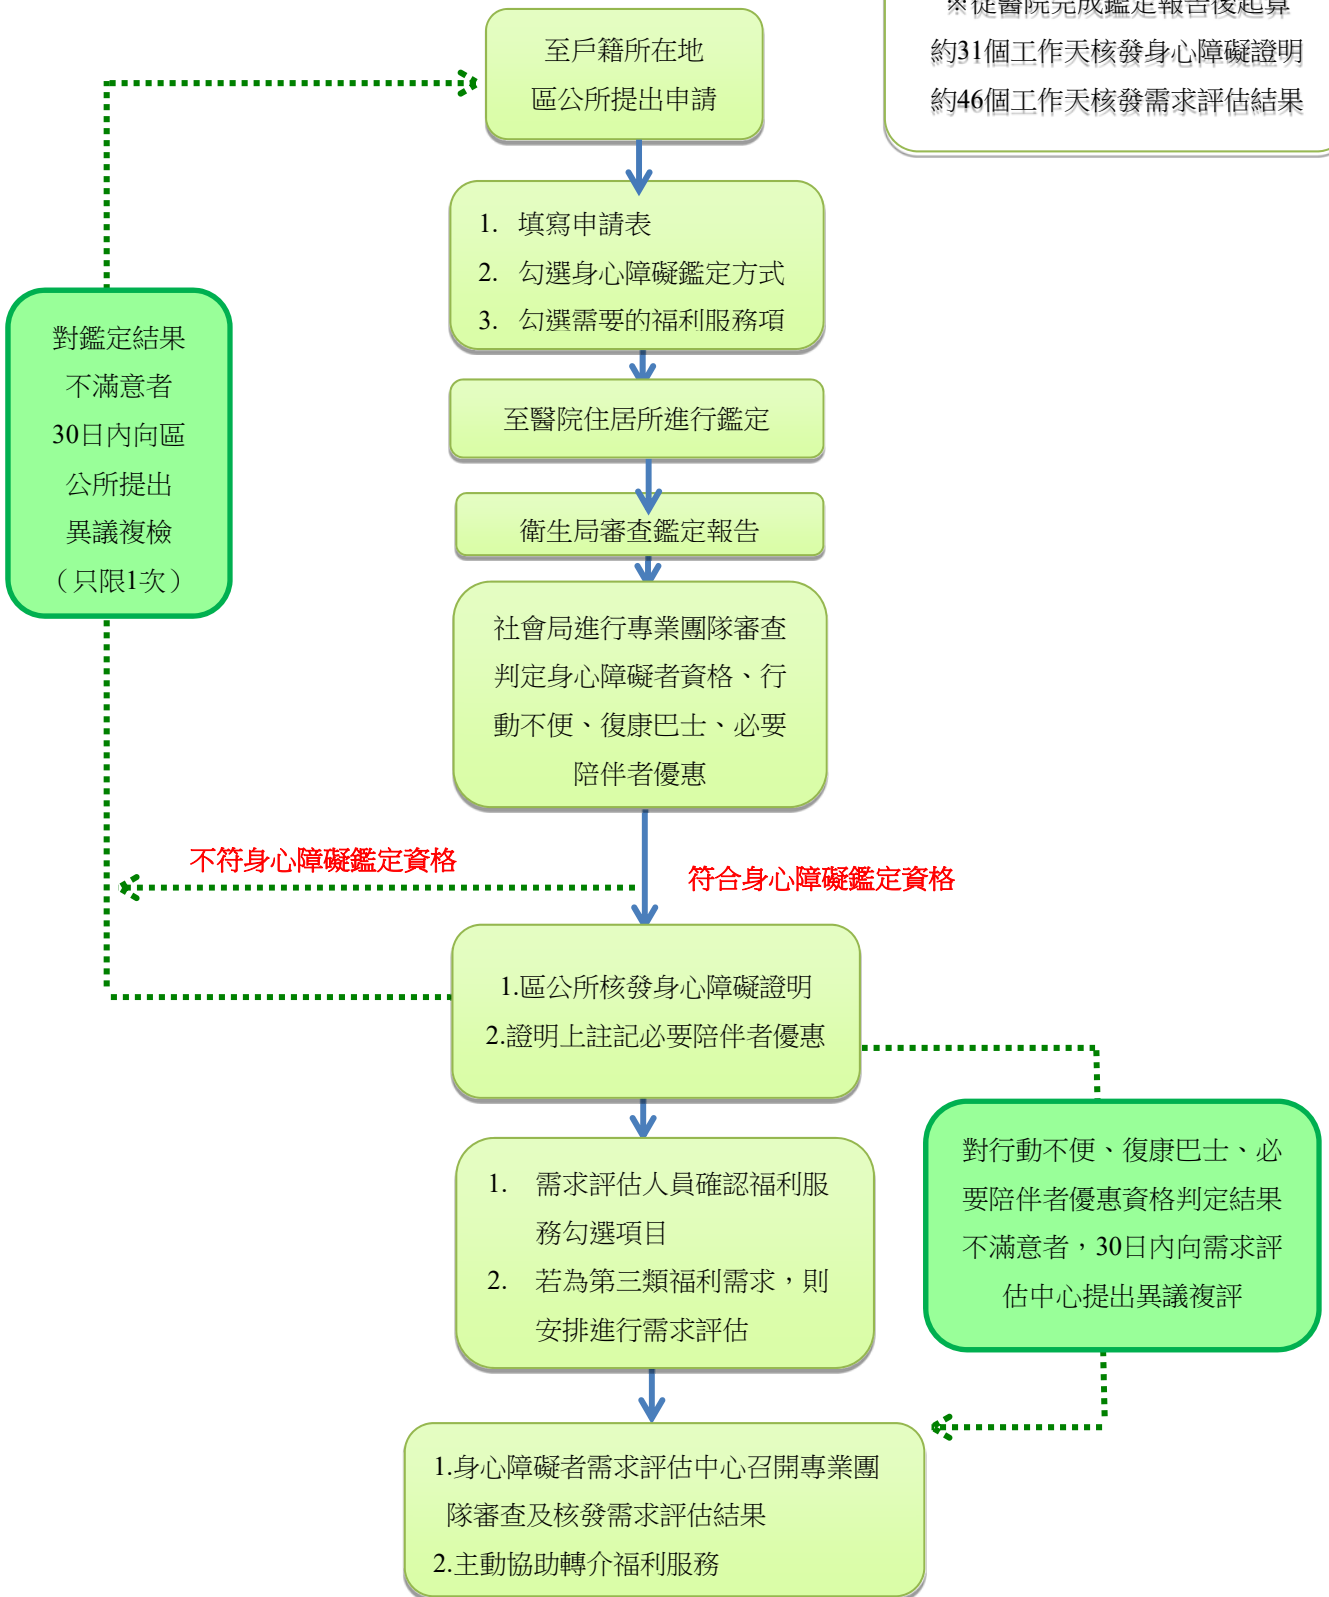 ※從醫院完成鑑定報告後起算
約31個工作天核發身心障礙證明
約46個工作天核發需求評估結果
至戶籍所在地
區公所提出申請
1. 填寫申請表
2. 勾選身心障礙鑑定方式
3. 勾選需要的福利服務項
對鑑定結果
不滿意者
30日內向區
公所提出
異議複檢
（只限1次）
至醫院住居所進行鑑定
衛生局審查鑑定報告
社會局進行專業團隊審查
判定身心障礙者資格、行
動不便、復康巴士、必要
陪伴者優惠
不符身心障礙鑑定資格
符合身心障礙鑑定資格
1.區公所核發身心障礙證明
2.證明上註記必要陪伴者優惠
1. 需求評估人員確認福利服
務勾選項目
2. 若為第三類福利需求，則
安排進行需求評估
對行動不便、復康巴士、必
要陪伴者優惠資格判定結果
不滿意者，30日內向需求評
估中心提出異議複評
1.身心障礙者需求評估中心召開專業團
隊審查及核發需求評估結果
2.主動協助轉介福利服務